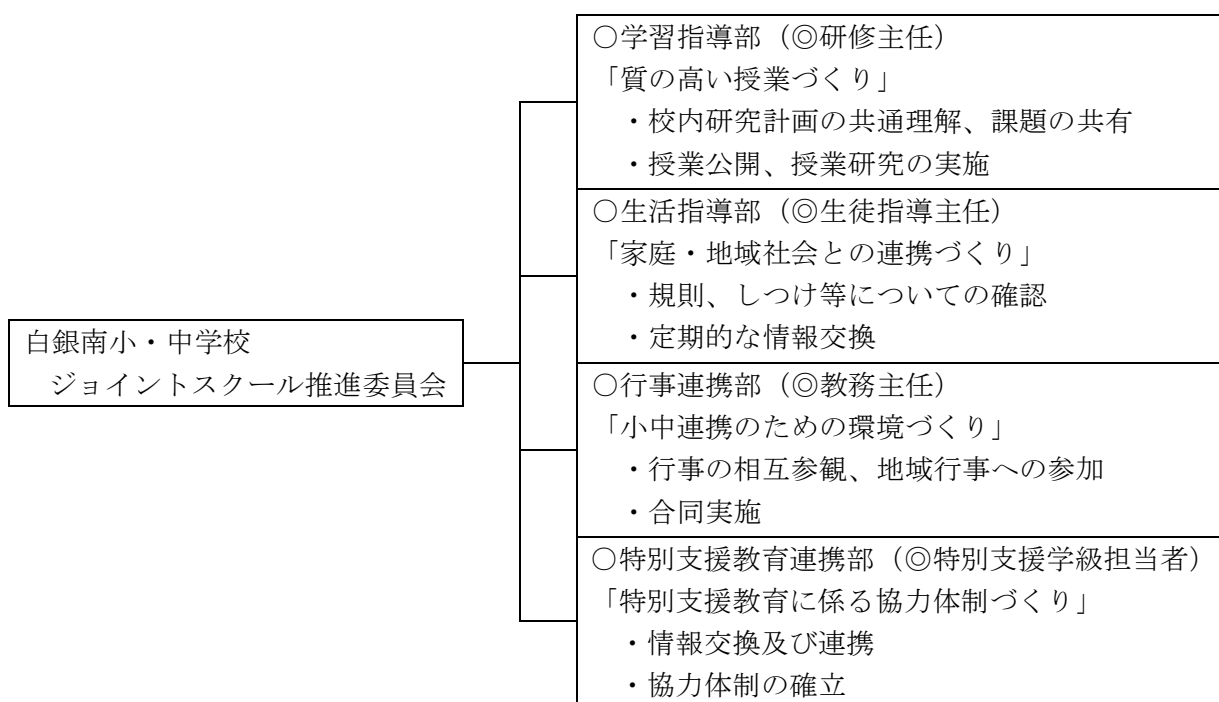 白銀南小・中学校
ジョイントスクール推進委員会
○学習指導部（◎研修主任）
「質の高い授業づくり」
・校内研究計画の共通理解、課題の共有
・授業公開、授業研究の実施
○生活指導部（◎生徒指導主任）
「家庭・地域社会との連携づくり」
・規則、しつけ等についての確認
・定期的な情報交換
○行事連携部（◎教務主任）
「小中連携のための環境づくり」
・行事の相互参観、地域行事への参加
・合同実施
○特別支援教育連携部（◎特別支援学級担当者）
「特別支援教育に係る協力体制づくり」
・情報交換及び連携
・協力体制の確立